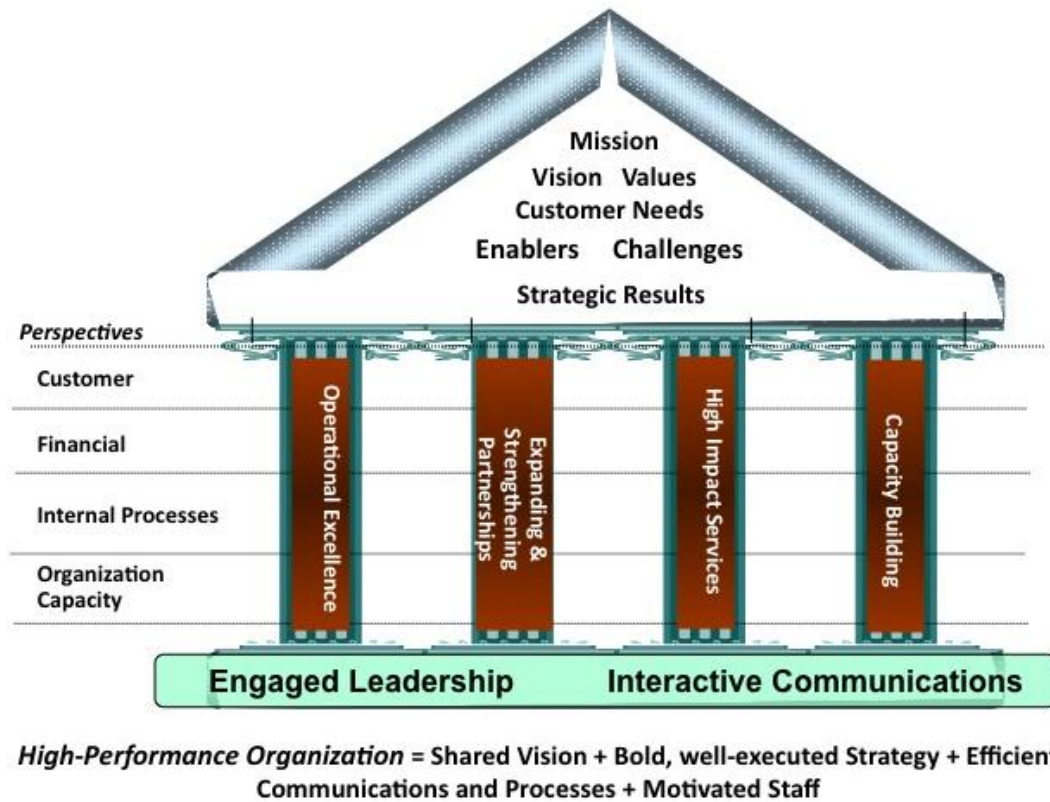 Mission
Vision Values
Customer Needs
Enablers Challenges
Strategic Results
Perspectives
Customer
Financial
Internal Processes
Organization
Capacity
Operational Excellence
Expanding &
Strengthening
Partnerships
High Impact Services
Capacity Building
Engaged Leadership Interactive Communications
High-Performance Organization = Shared Vision + Bold, well-executed Strategy + Efficient
Communications and Processes + Motivated Staff